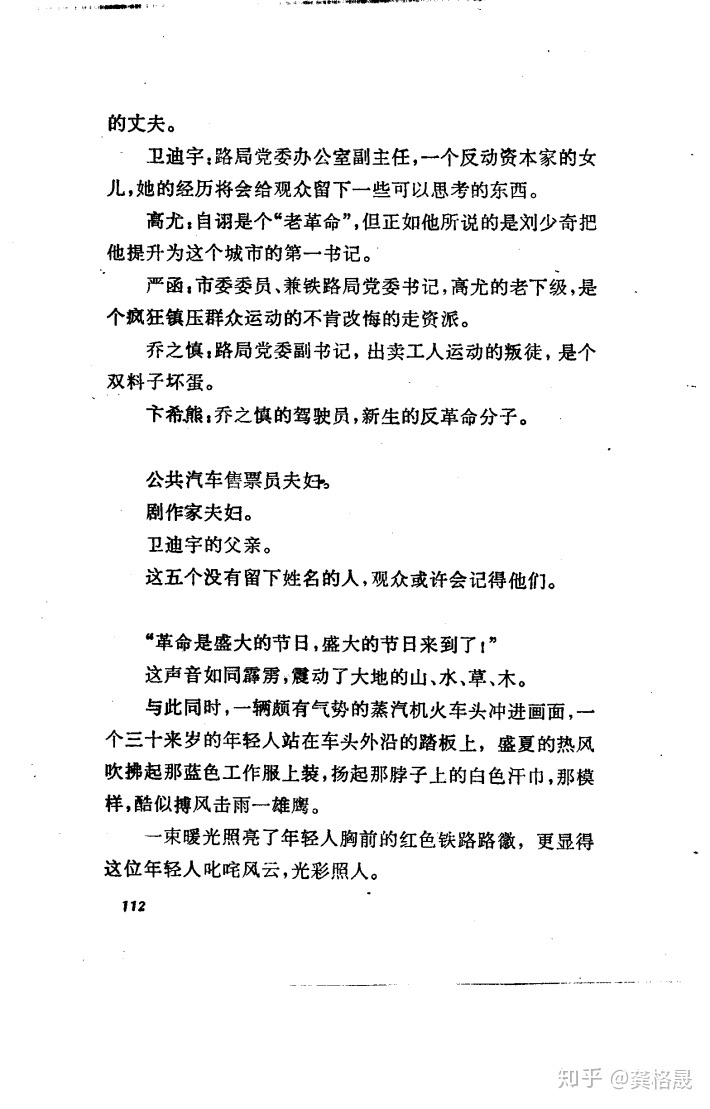 的丈夫。
卫迪宇：路局党委办公室副主任，一个反动资本家的女
儿，她的经历将会给观众留下一些可以思考的东西。
高尤：自诩是个“老革命”，但正如他所说的是刘少奇把
他提升为这个城市的第一书记。
严函：市委委员、兼铁路局党委书记，高尤的老下级，是
个疯狂镇压群众运动的不肯改悔的走资派。
乔之慎：路局党委副书记，出卖工人运动的叛徒，是个
双料子坏蛋。
卞希熊：乔之慎的驾驶员，新生的反革命分子。
公共汽车售票员夫妇。
剧作家夫妇。
卫迪宇的父亲。
这五个没有留下姓名的人，观众或许会记得他们。
“革命是盛大的节日，盛大的节日来到了！”
这声音如同霹雳，震动了大地的山、水、草、木。
与此同时，一辆颇有气势的蒸汽机火车头冲进画面，一
个三十来岁的年轻人站在车头外沿的踏板上，盛夏的热风
吹拂起那蓝色工作服上装，扬起那脖子上的白色汗巾，那模
样，酷似搏风击雨一雄鹰。
一束暖光照亮了年轻人胸前的红色铁路路徽，更显得
这位年轻人叱咤风云，光彩照人。
112
知乎 @龚格晟